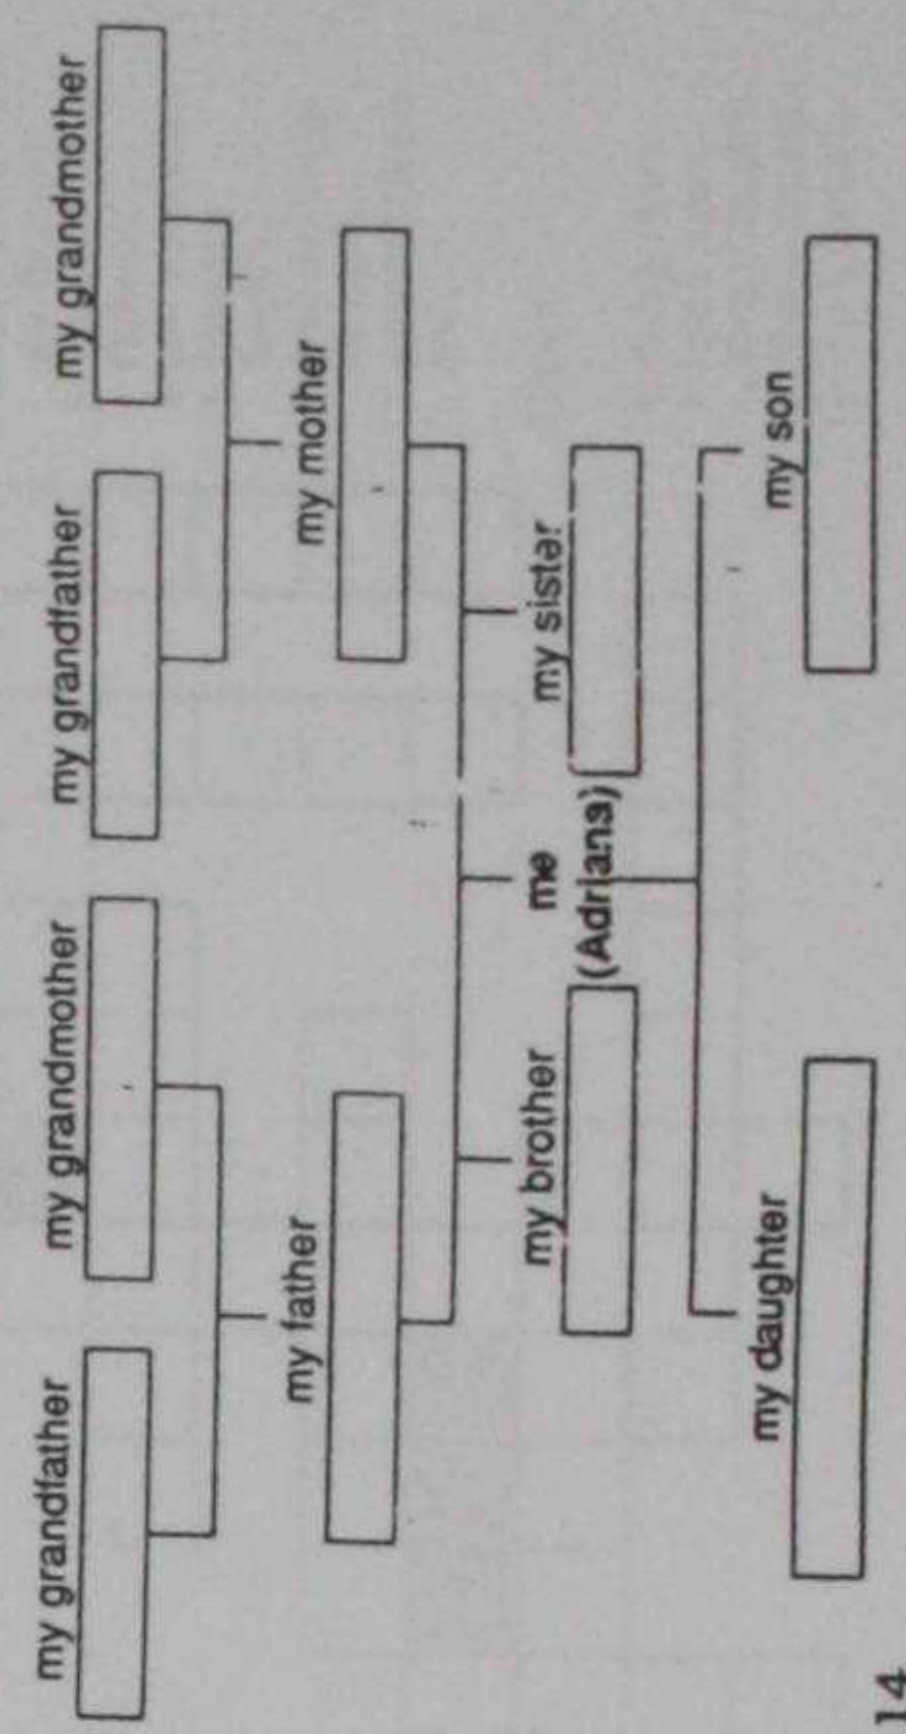 my grandfather my grandmother my grandfather my grandmother
my father my mother
my brother me my sister
(Adrians)
my daughter my son
14